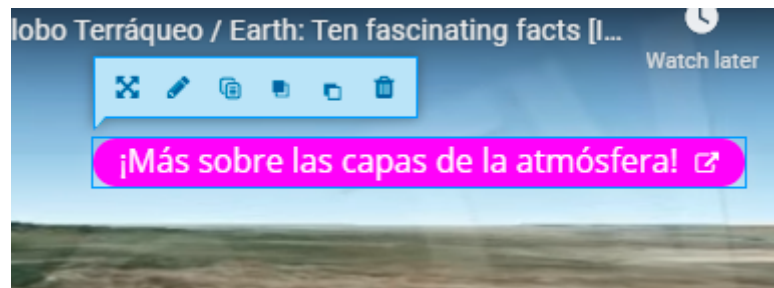 lobo Terráqueo / Earth: Ten fascinating facts [I...
Watch later
¡Más sobre las capas de la atmósfera!